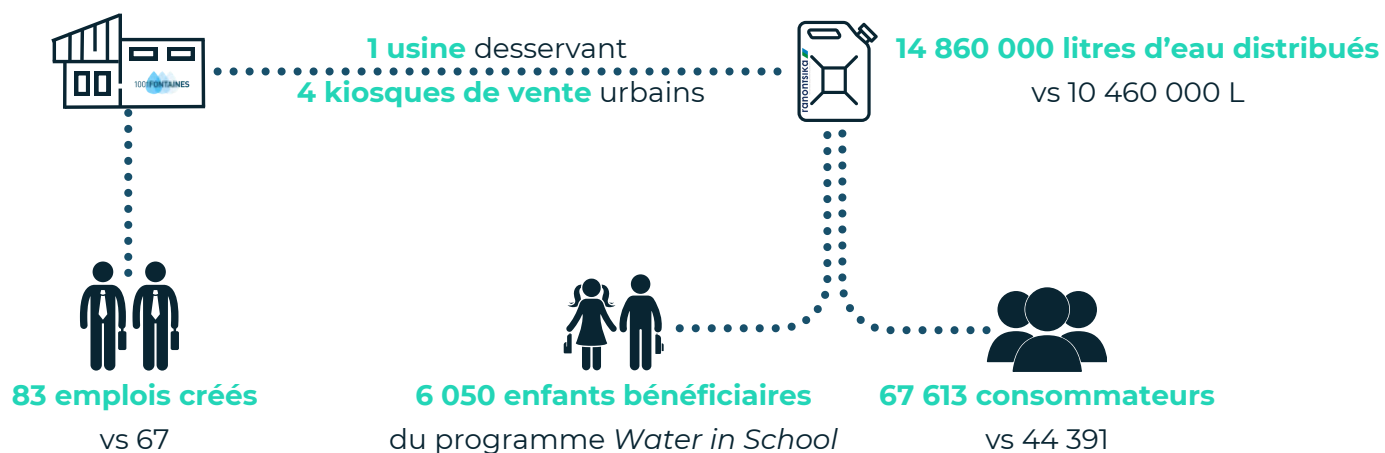 1 usine desservant
4 kiosques de vente urbains
1001FONTAINES
ranontsika
14 860 000 litres d’eau distribués
vs 10 460 000 L
83 emplois créés
vs 67
6 050 enfants bénéficiaires
du programme Water in School
67 613 consommateurs
vs 44 391